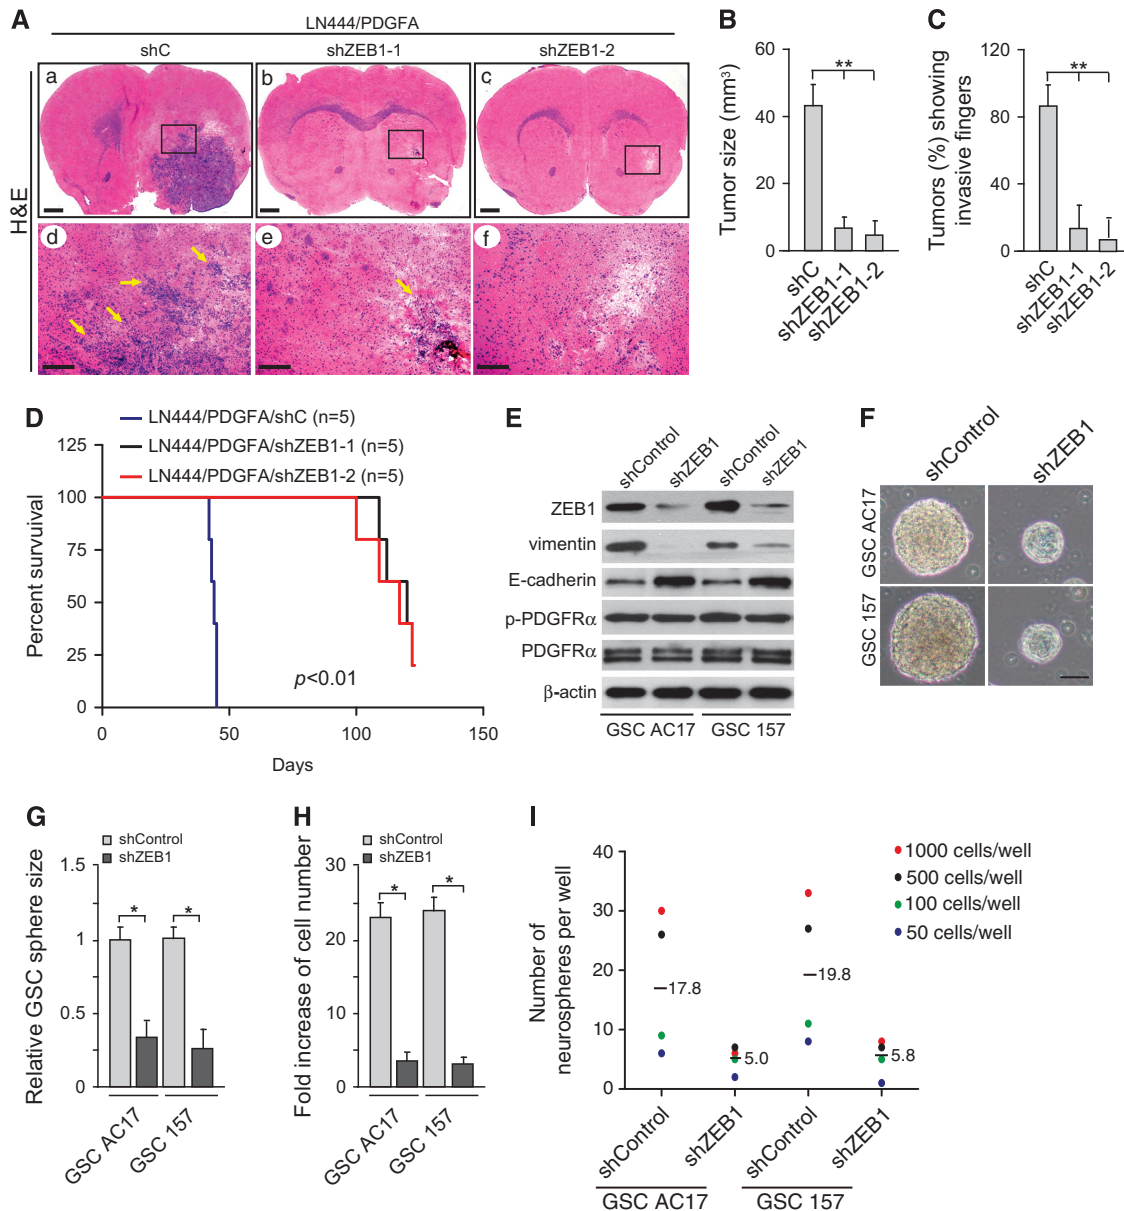 A
LN444/PDGFA
shC
shZEB1-1
shZEB1-2
H&E
a
b
c
d
e
f
B
Tumor size (mm³)
60
40
20
0
shC
shZEB1-1
shZEB1-2
**
C
Tumors (%) showing
invasive fingers
120
80
40
0
shC
shZEB1-1
shZEB1-2
**
D
LN444/PDGFA/shC (n=5)
LN444/PDGFA/shZEB1-1 (n=5)
LN444/PDGFA/shZEB1-2 (n=5)
Percent survuival
125
100
75
50
25
0
p<0.01
0
50
100
150
Days
E
shControl
shZEB1
shControl
shZEB1
ZEB1
vimentin
E-cadherin
p-PDGFRα
PDGFRα
β-actin
GSC AC17
GSC 157
F
shControl
shZEB1
GSC AC17
GSC 157
G
shControl
shZEB1
Relative GSC sphere size
1.5
1
0.5
0
*
*
GSC AC17
GSC 157
H
shControl
shZEB1
Fold increase of cell number
30
20
10
0
*
*
GSC AC17
GSC 157
I
Number of
neurospheres per well
40
30
20
10
0
1000 cells/well
500 cells/well
100 cells/well
50 cells/well
17.8
5.0
19.8
5.8
shControl
shZEB1
shControl
shZEB1
GSC AC17
GSC 157